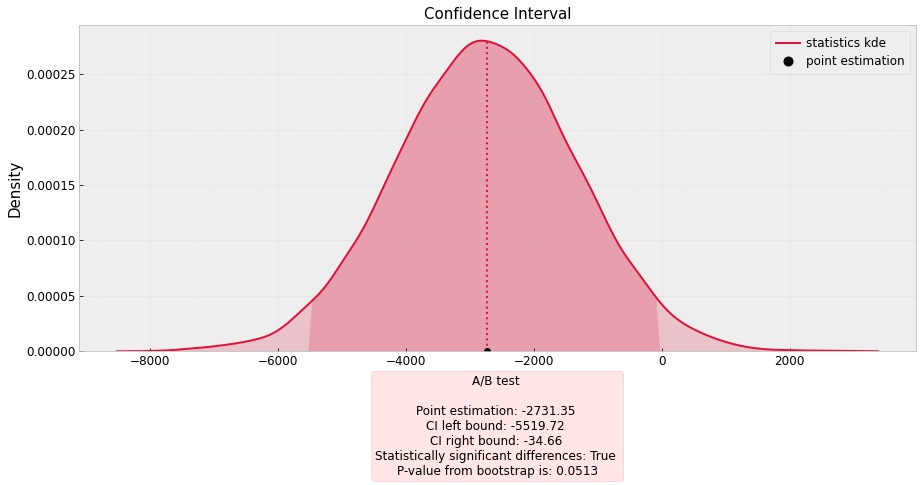 Confidence Interval
statistics kde
point estimation
Density
0.00025
0.00020
0.00015
0.00010
0.00005
0.00000
−8000
−6000
−4000
−2000
0
2000
A/B test
Point estimation: -2731.35
CI left bound: -5519.72
CI right bound: -34.66
Statistically significant differences: True
P-value from bootstrap is: 0.0513